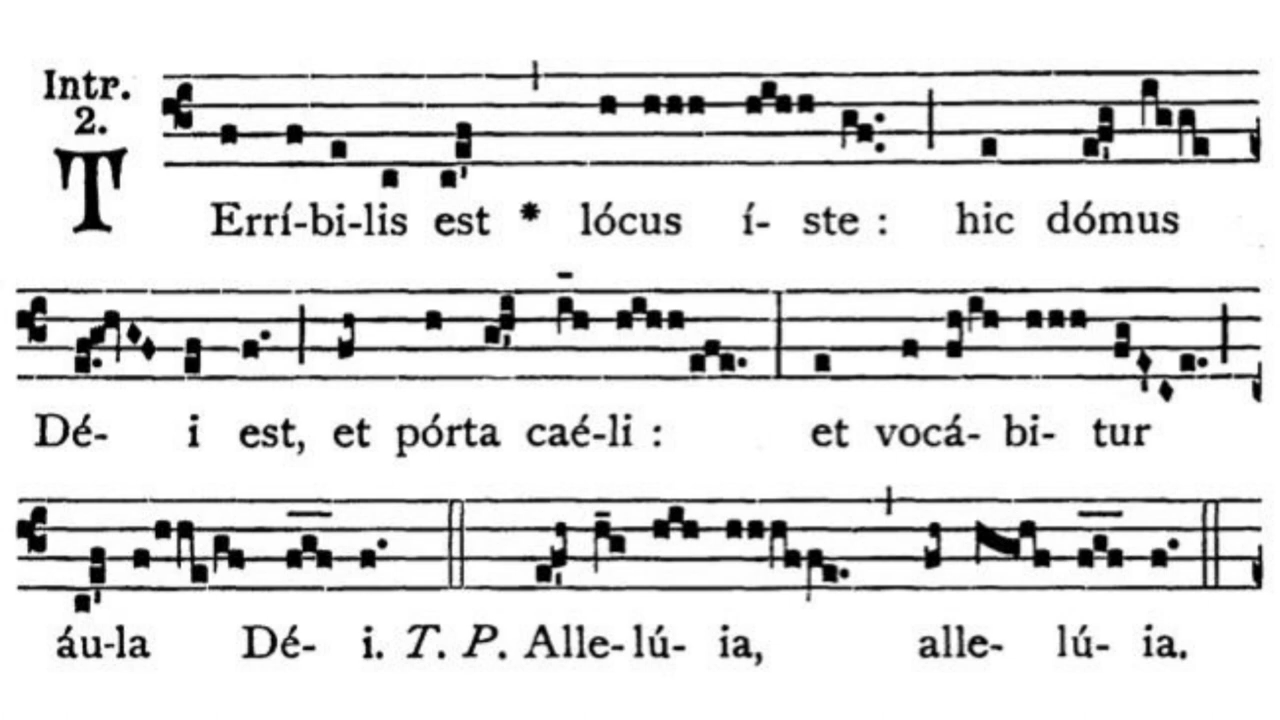 Intr.
2.
TErrí-bi-lis est * lócus í- ste : hic dómus
Dé- i est, et pórta caé-li : et vocá- bi- tur
áu-la Dé- i. T. P. Alle-lú- ia, alle- lú- ia.